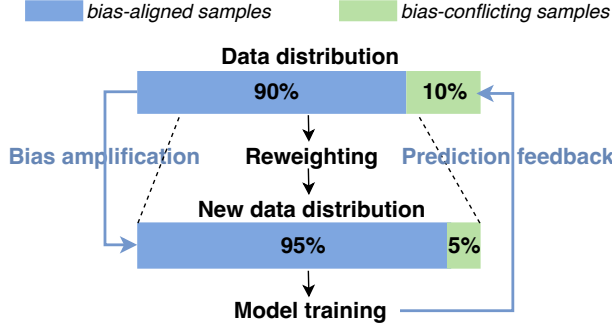 bias-aligned samples
bias-conflicting samples
Data distribution
90%
10%
Bias amplification
Reweighting
Prediction feedback
New data distribution
95%
5%
Model training